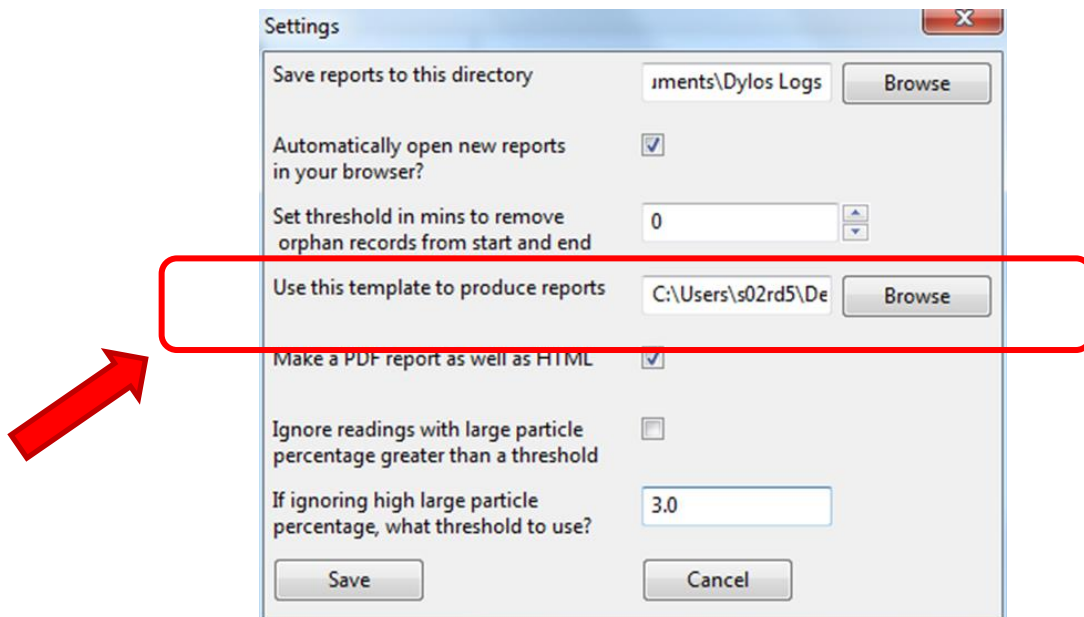 Settings
Save reports to this directory
uments\Dylos Logs
Browse
Automatically open new reports
in your browser?
Set threshold in mins to remove
orphan records from start and end
0
Use this template to produce reports
C:\Users\s02rd5\De
Browse
Make a PDF report as well as HTML
Ignore readings with large particle
percentage greater than a threshold
If ignoring high large particle
percentage, what threshold to use?
3.0
Save
Cancel